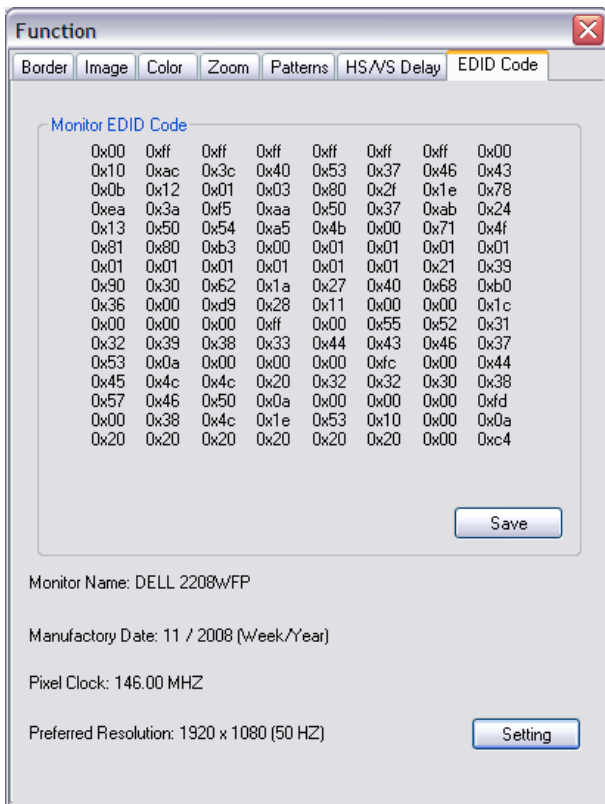 Function
Border Image Color Zoom Patterns HS/VS Delay EDID Code
Monitor EDID Code
0x00 0xff 0xff 0xff 0xff 0xff 0xff 0x00
0x10 0xac 0x3c 0x40 0x53 0x37 0x46 0x43
0x0b 0x12 0x01 0x03 0x80 0x2f 0x1e 0x78
0xea 0x3a 0xf5 0xaa 0x50 0x37 0xab 0x24
0x13 0x50 0x54 0xa5 0x4b 0x00 0x71 0x4f
0x81 0x80 0xb3 0x00 0x01 0x01 0x01 0x01
0x01 0x01 0x01 0x01 0x01 0x01 0x21 0x39
0x90 0x30 0x62 0x1a 0x27 0x40 0x68 0xb0
0x36 0x00 0xd9 0x28 0x11 0x00 0x00 0x1c
0x00 0x00 0x00 0xff 0x00 0x55 0x52 0x31
0x32 0x39 0x38 0x33 0x44 0x43 0x46 0x37
0x53 0x0a 0x00 0x00 0x00 0xfc 0x00 0x44
0x45 0x4c 0x4c 0x20 0x32 0x32 0x30 0x38
0x57 0x46 0x50 0x0a 0x00 0x00 0x00 0xfd
0x00 0x38 0x4c 0x1e 0x53 0x10 0x00 0x0a
0x20 0x20 0x20 0x20 0x20 0x20 0x00 0xc4
Save
Monitor Name: DELL 2208WFP
Manufactory Date: 11 / 2008 (Week/Year)
Pixel Clock: 146.00 MHZ
Preferred Resolution: 1920 x 1080 (50 HZ)
Setting